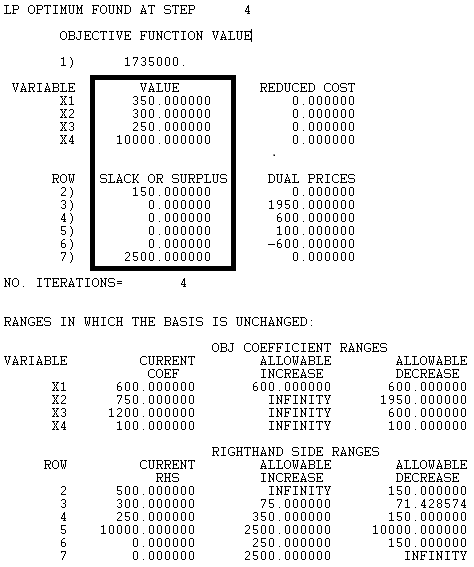 LP OPTIMUM FOUND AT STEP 4
OBJECTIVE FUNCTION VALUE
1) 1735000.
VARIABLE VALUE REDUCED COST
X1 350.000000 0.000000
X2 300.000000 0.000000
X3 250.000000 0.000000
X4 10000.000000 0.000000
ROW SLACK OR SURPLUS DUAL PRICES
2) 150.000000 0.000000
3) 0.000000 1950.000000
4) 0.000000 600.000000
5) 0.000000 100.000000
6) 0.000000 -600.000000
7) 2500.000000 0.000000
NO. ITERATIONS= 4
RANGES IN WHICH THE BASIS IS UNCHANGED:
OBJ COEFFICIENT RANGES
VARIABLE CURRENT ALLOWABLE ALLOWABLE
COEF INCREASE DECREASE
X1 600.000000 600.000000 600.000000
X2 750.000000 INFINITY 1950.000000
X3 1200.000000 INFINITY 600.000000
X4 100.000000 INFINITY 100.000000
RIGHTHAND SIDE RANGES
ROW CURRENT ALLOWABLE ALLOWABLE
RHS INCREASE DECREASE
2 500.000000 INFINITY 150.000000
3 300.000000 75.000000 71.428574
4 250.000000 350.000000 150.000000
5 10000.000000 2500.000000 10000.000000
6 0.000000 250.000000 150.000000
7 0.000000 2500.000000 INFINITY